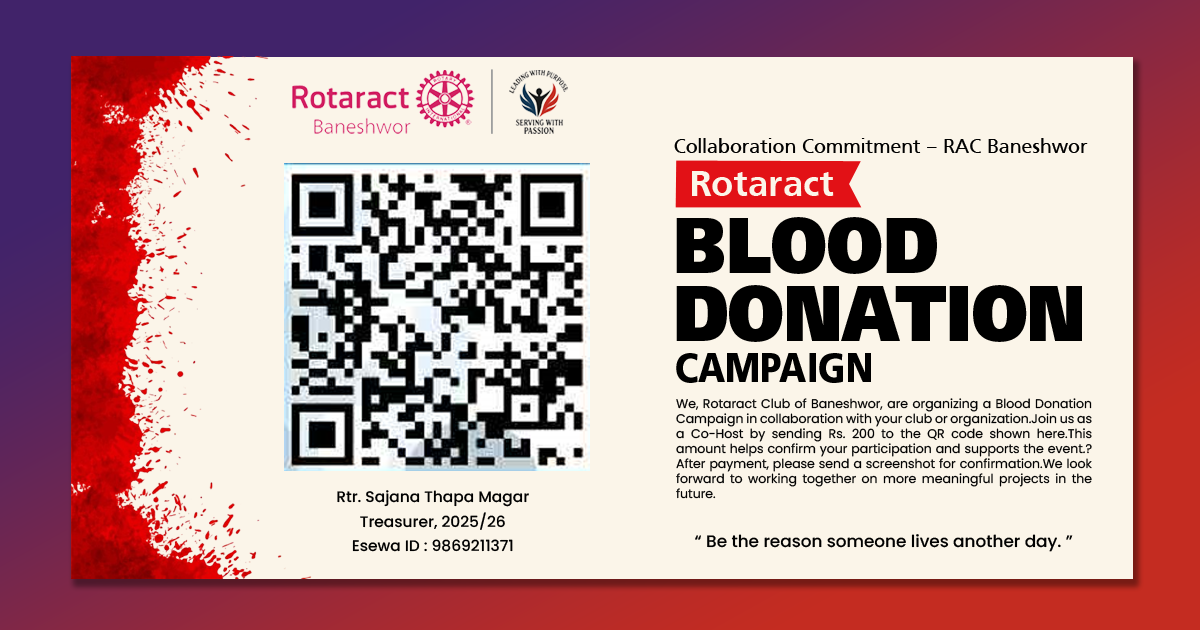 Rotaract
Baneshwor
ROTARY
INTERNATIONAL
LEADING WITH PURPOSE,
SERVING WITH
PASSION
Rtr. Sajana Thapa Magar
Treasurer, 2025/26
Esewa ID : 9869211371
Collaboration Commitment – RAC Baneshwor
Rotaract
BLOOD
DONATION
CAMPAIGN
We, Rotaract Club of Baneshwor, are organizing a Blood Donation
Campaign in collaboration with your club or organization.Join us as
a Co-Host by sending Rs. 200 to the QR code shown here.This
amount helps confirm your participation and supports the event.?
After payment, please send a screenshot for confirmation.We look
forward to working together on more meaningful projects in the
future.
“ Be the reason someone lives another day. ”